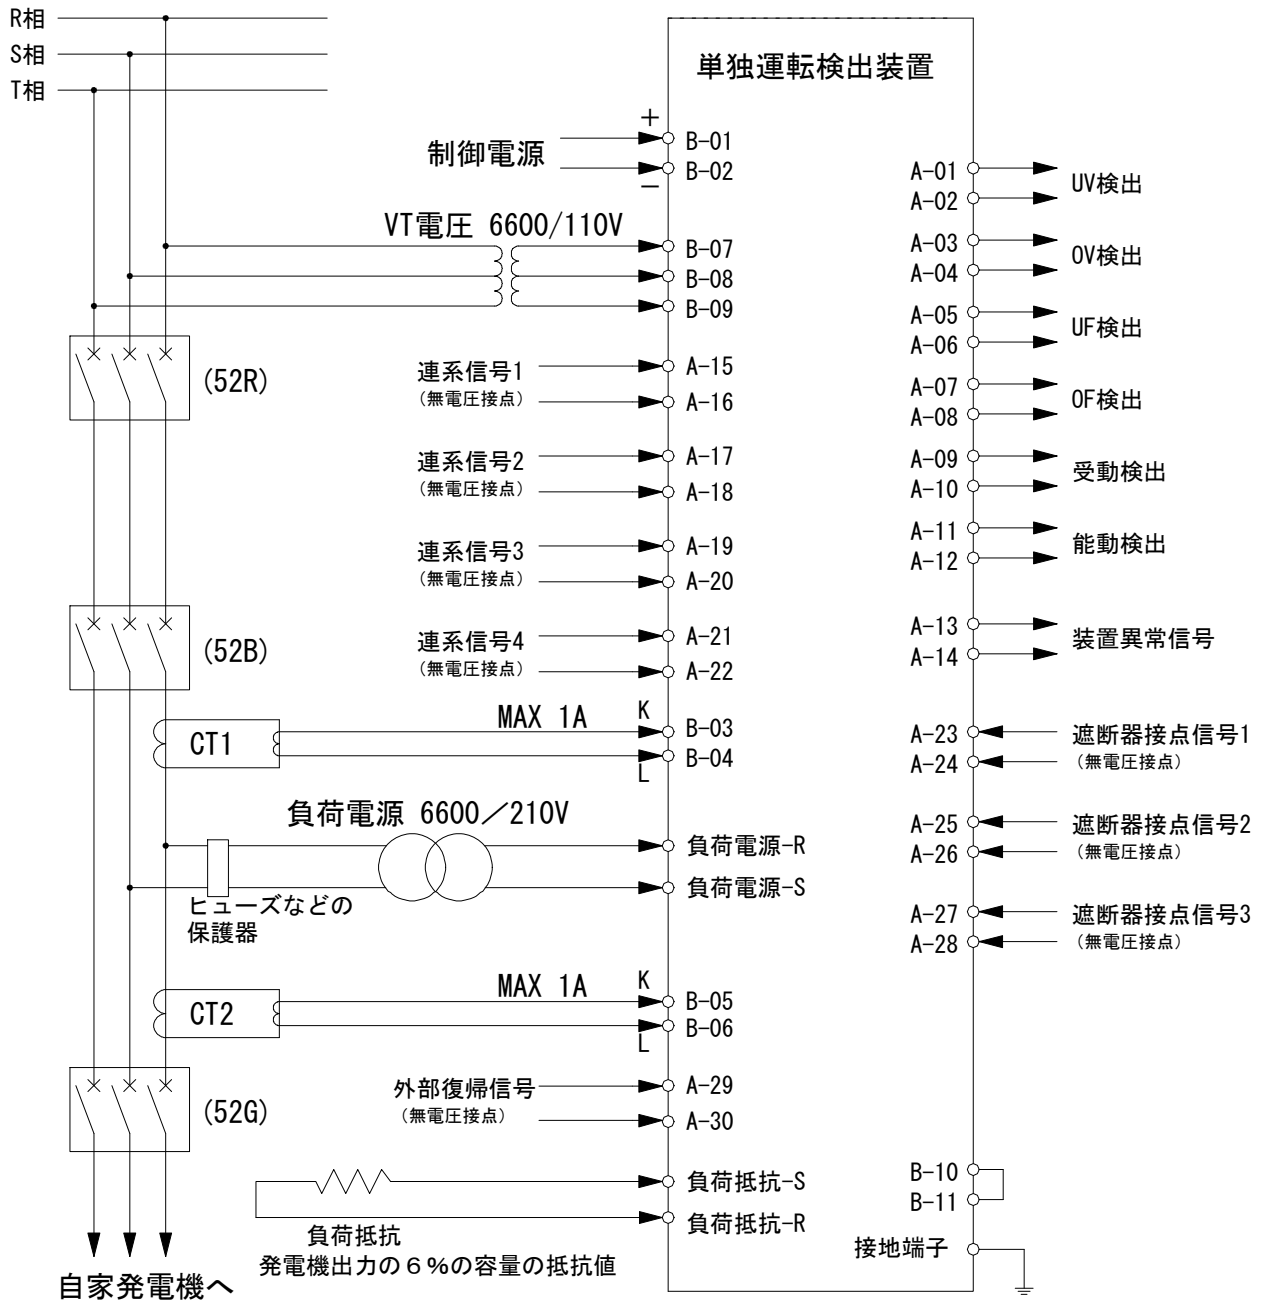 R相
S相
T相
単独運転検出装置
制御電源
+
−
B-01
B-02
VT電圧 6600/110V
B-07
B-08
B-09
(52R)
連系信号1
(無電圧接点)
A-15
A-16
連系信号2
(無電圧接点)
A-17
A-18
連系信号3
(無電圧接点)
A-19
A-20
(52B)
連系信号4
(無電圧接点)
A-21
A-22
CT1
MAX 1A
K
L
B-03
B-04
負荷電源 6600／210V
負荷電源-R
負荷電源-S
ヒューズなどの
保護器
CT2
MAX 1A
K
L
B-05
B-06
(52G)
外部復帰信号
(無電圧接点)
A-29
A-30
負荷抵抗-S
負荷抵抗-R
負荷抵抗
発電機出力の６%の容量の抵抗値
自家発電機へ
A-01
A-02
UV検出
A-03
A-04
OV検出
A-05
A-06
UF検出
A-07
A-08
OF検出
A-09
A-10
受動検出
A-11
A-12
能動検出
A-13
A-14
装置異常信号
A-23
A-24
遮断器接点信号1
(無電圧接点)
A-25
A-26
遮断器接点信号2
(無電圧接点)
A-27
A-28
遮断器接点信号3
(無電圧接点)
B-10
B-11
接地端子